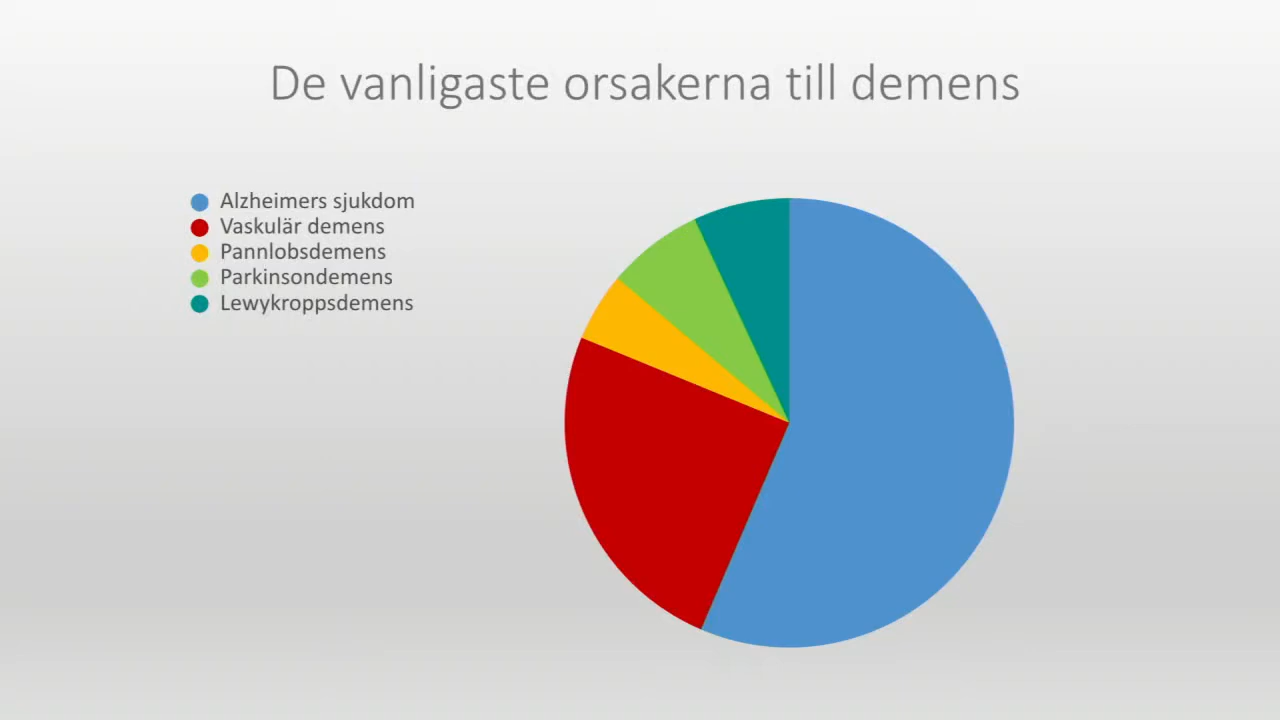 De vanligaste orsakerna till demens
Alzheimers sjukdom
Vaskulär demens
Pannlobsdemens
Parkinsondemens
Lewykroppsdemens